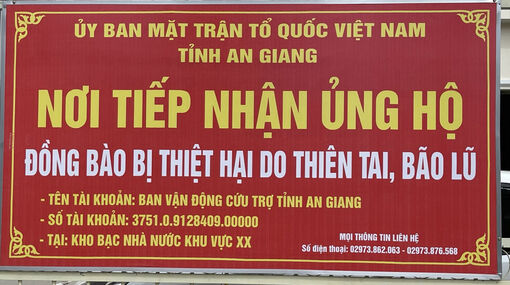 ỦY BAN MẶT TRẬN TỔ QUỐC VIỆT NAM
TỈNH AN GIANG
NƠI TIẾP NHẬN ỦNG HỘ
ĐỒNG BÀO BỊ THIỆT HẠI DO THIÊN TAI, BÃO LŨ
- TÊN TÀI KHOẢN: BAN VẬN ĐỘNG CỨU TRỢ TỈNH AN GIANG
- SỐ TÀI KHOẢN: 3751.0.9128409.00000
- TẠI: KHO BẠC NHÀ NƯỚC KHU VỰC XX
MỌI THÔNG TIN LIÊN HỆ
Số điện thoại: 02973.862.063 - 02973.876.568